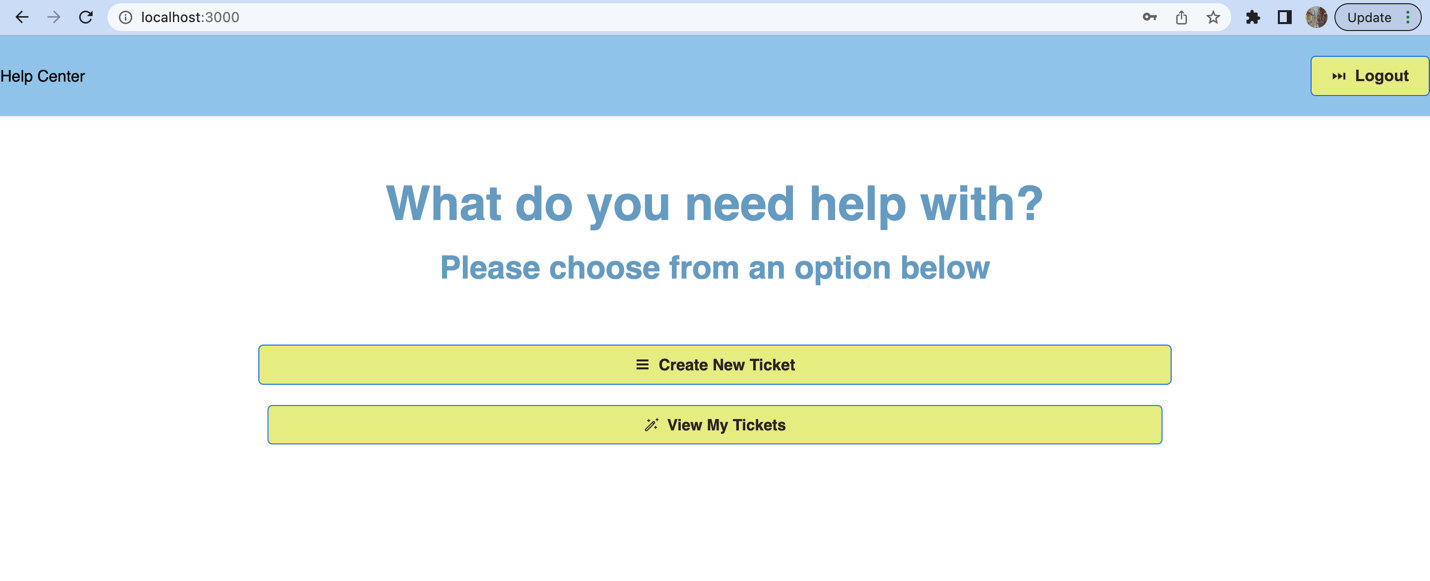 localhost:3000
Update
Help Center
Logout
What do you need help with?
Please choose from an option below
Create New Ticket
View My Tickets